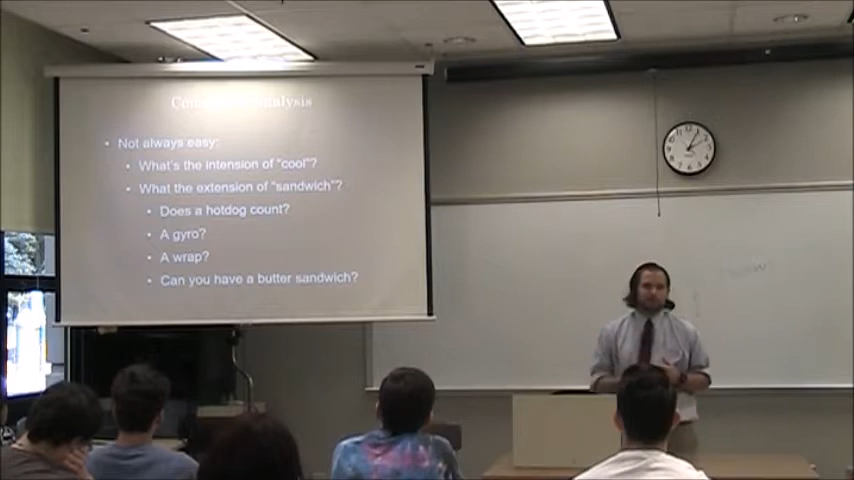 Analysis
• Not always easy:
• What's the intension of "cool"?
• What the extension of "sandwich"?
• Does a hotdog count?
• A gyro?
• A wrap?
• Can you have a butter sandwich?